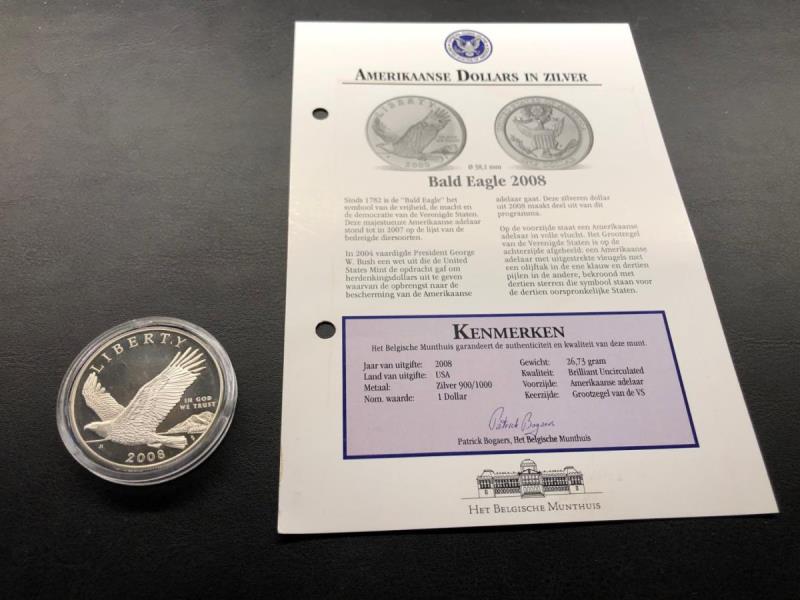 AMERIKAANSE DOLLARS IN ZILVER
LIBERTY
2008
Ø 38,1 mm
Bald Eagle 2008
Sinds 1782 is de "Bald Eagle" het
symbool van de vrijheid, de macht en
de democratie van de Verenigde Staten.
Deze majestueuze Amerikaanse adelaar
stond tot in 2007 op de lijst van de
bedreigde diersoorten.
In 2004 vaardigde President George
W. Bush een wet uit die de United
States Mint de opdracht gaf om
herdenkingsdollars uit te geven
waarvan de opbrengst naar de
bescherming van de Amerikaanse
adelaar gaat. Deze zilveren dollar
uit 2008 maakt deel uit van dit
programma.
Op de voorzijde staat een Amerikaanse
adelaar in volle vlucht. Het Grootzegel
van de Verenigde Staten is op de
achterzijde afgebeeld: een Amerikaanse
adelaar met uitgestrekte vleugels met
een olijftak in de ene klauw en dertien
pijlen in de andere, bekroond met
dertien sterren die symbool staan voor
de dertien oorspronkelijke Staten.
KENMERKEN
Het Belgische Munthuis garandeert de authenticiteit en kwaliteit van deze munt.
Jaar van uitgifte: 2008 Gewicht: 26,73 gram
Land van uitgifte: USA Kwaliteit: Brilliant Uncirculated
Metaal: Zilver 900/1000 Voorzijde: Amerikaanse adelaar
Nom. waarde: 1 Dollar Keerzijde: Grootzegel van de VS
Patrick Bogaers
Patrick Bogaers, Het Belgische Munthuis
HET BELGISCHE MUNTHUIS
LIBERTY
IN GOD
WE TRUST
2008